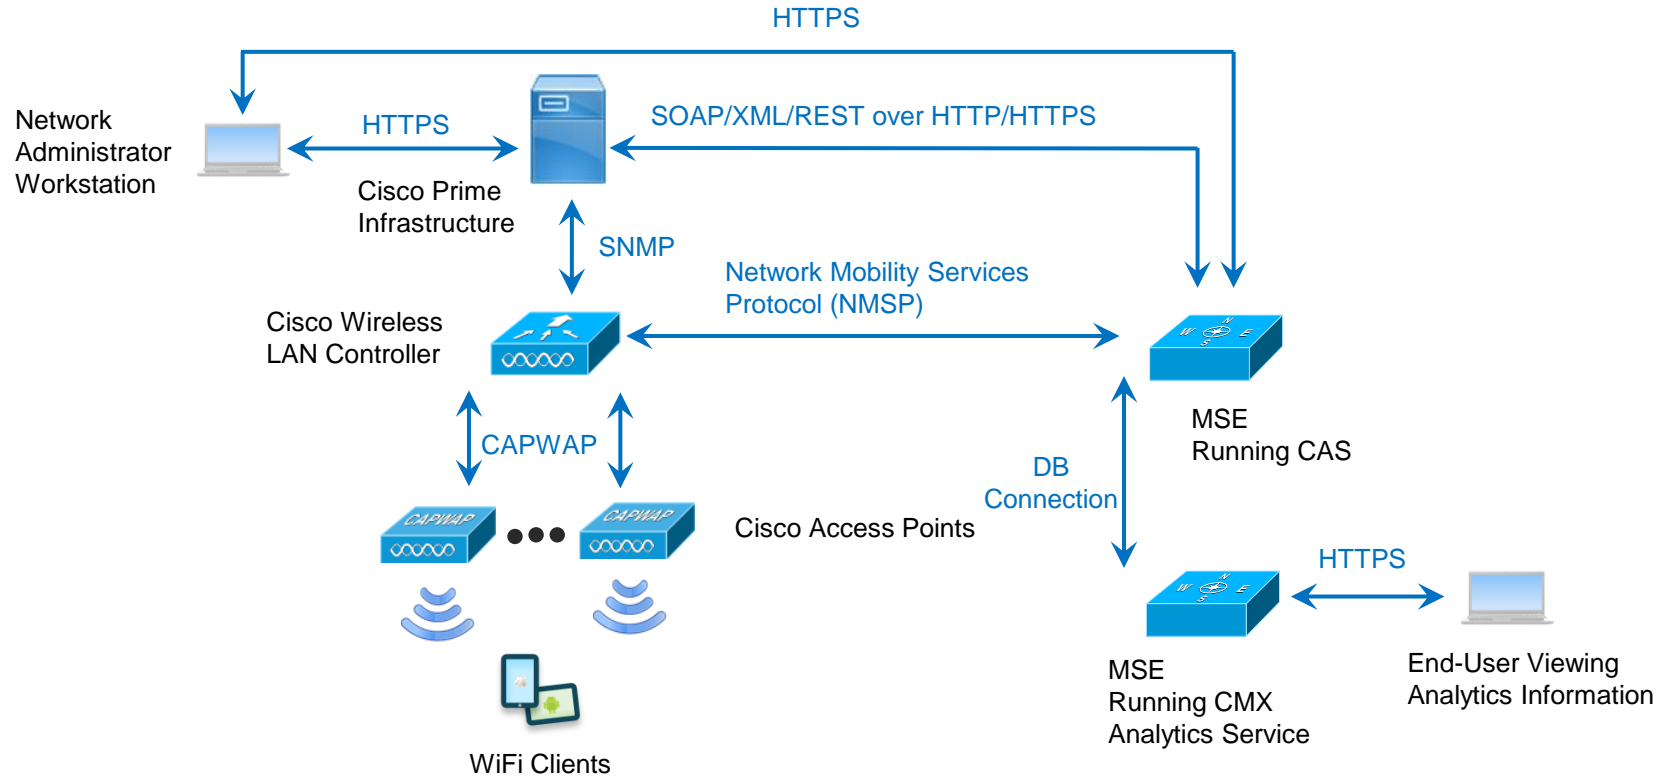 HTTPS
Network
Administrator
Workstation
HTTPS
SOAP/XML/REST over HTTP/HTTPS
Cisco Prime
Infrastructure
SNMP
Network Mobility Services
Protocol (NMSP)
Cisco Wireless
LAN Controller
N
W
E
S
CAPWAP
MSE
Running CAS
DB
Connection
CAPWAP
CAPWAP
Cisco Access Points
HTTPS
N
W
E
S
MSE
Running CMX
Analytics Service
End-User Viewing
Analytics Information
WiFi Clients